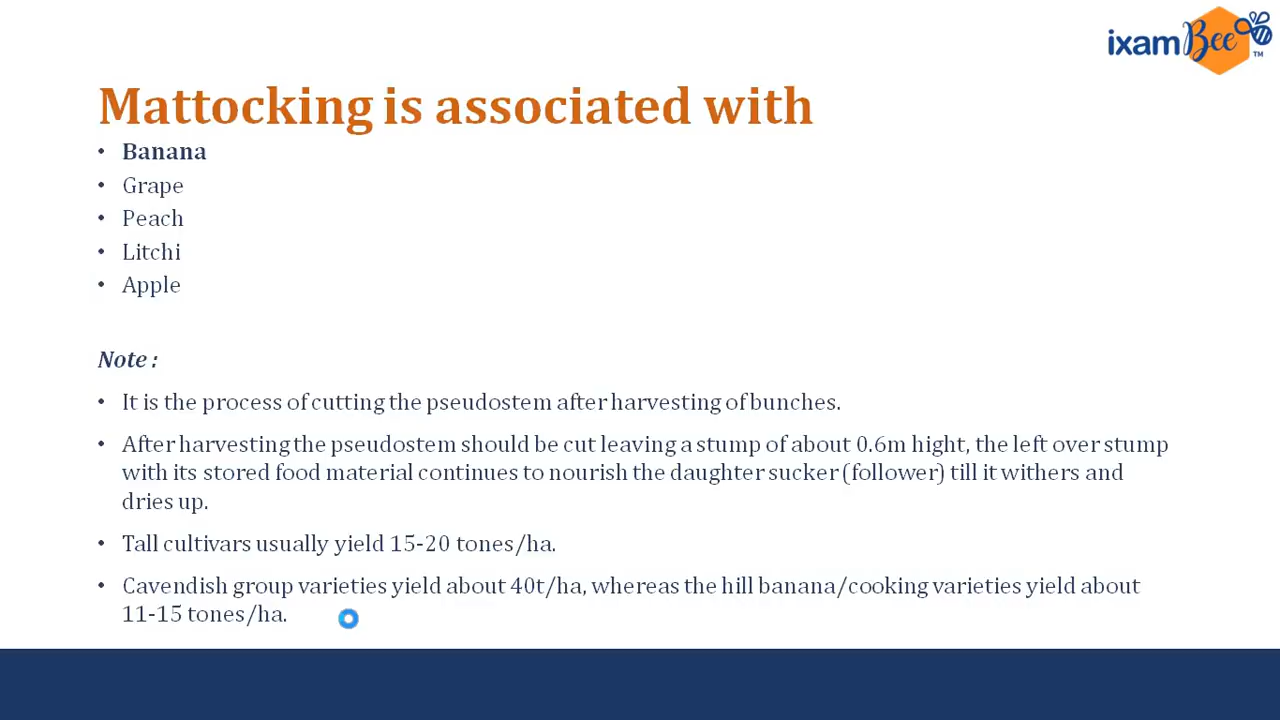 ixamBee™
Mattocking is associated with
• Banana
• Grape
• Peach
• Litchi
• Apple
Note :
• It is the process of cutting the pseudostem after harvesting of bunches.
• After harvesting the pseudostem should be cut leaving a stump of about 0.6m hight, the left over stump
with its stored food material continues to nourish the daughter sucker (follower) till it withers and
dries up.
• Tall cultivars usually yield 15-20 tones/ha.
• Cavendish group varieties yield about 40t/ha, whereas the hill banana/cooking varieties yield about
11-15 tones/ha.